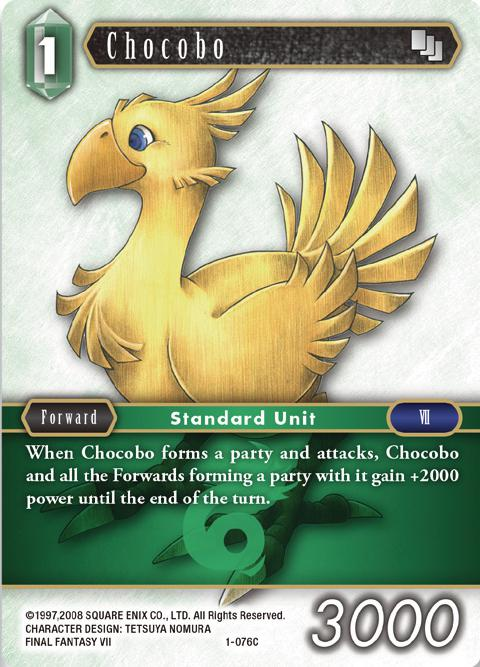 1
Chocobo
Forward
Standard Unit
VII
When Chocobo forms a party and attacks, Chocobo
and all the Forwards forming a party with it gain +2000
power until the end of the turn.
©1997,2008 SQUARE ENIX CO., LTD. All Rights Reserved.
CHARACTER DESIGN: TETSUYA NOMURA
FINAL FANTASY VII
1-076C
3000